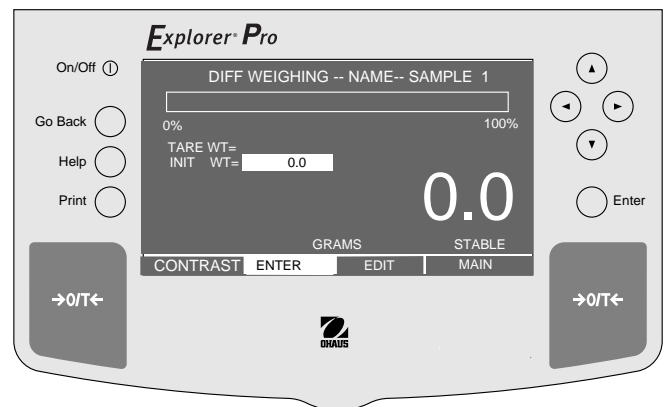 Explorer® Pro
On/Off
DIFF WEIGHING -- NAME-- SAMPLE 1
Go Back
0% 100%
TARE WT=
INIT WT= 0.0
Help
0.0
Print
Enter
GRAMS STABLE
CONTRAST ENTER EDIT MAIN
→0/T← →0/T←
OHAUS